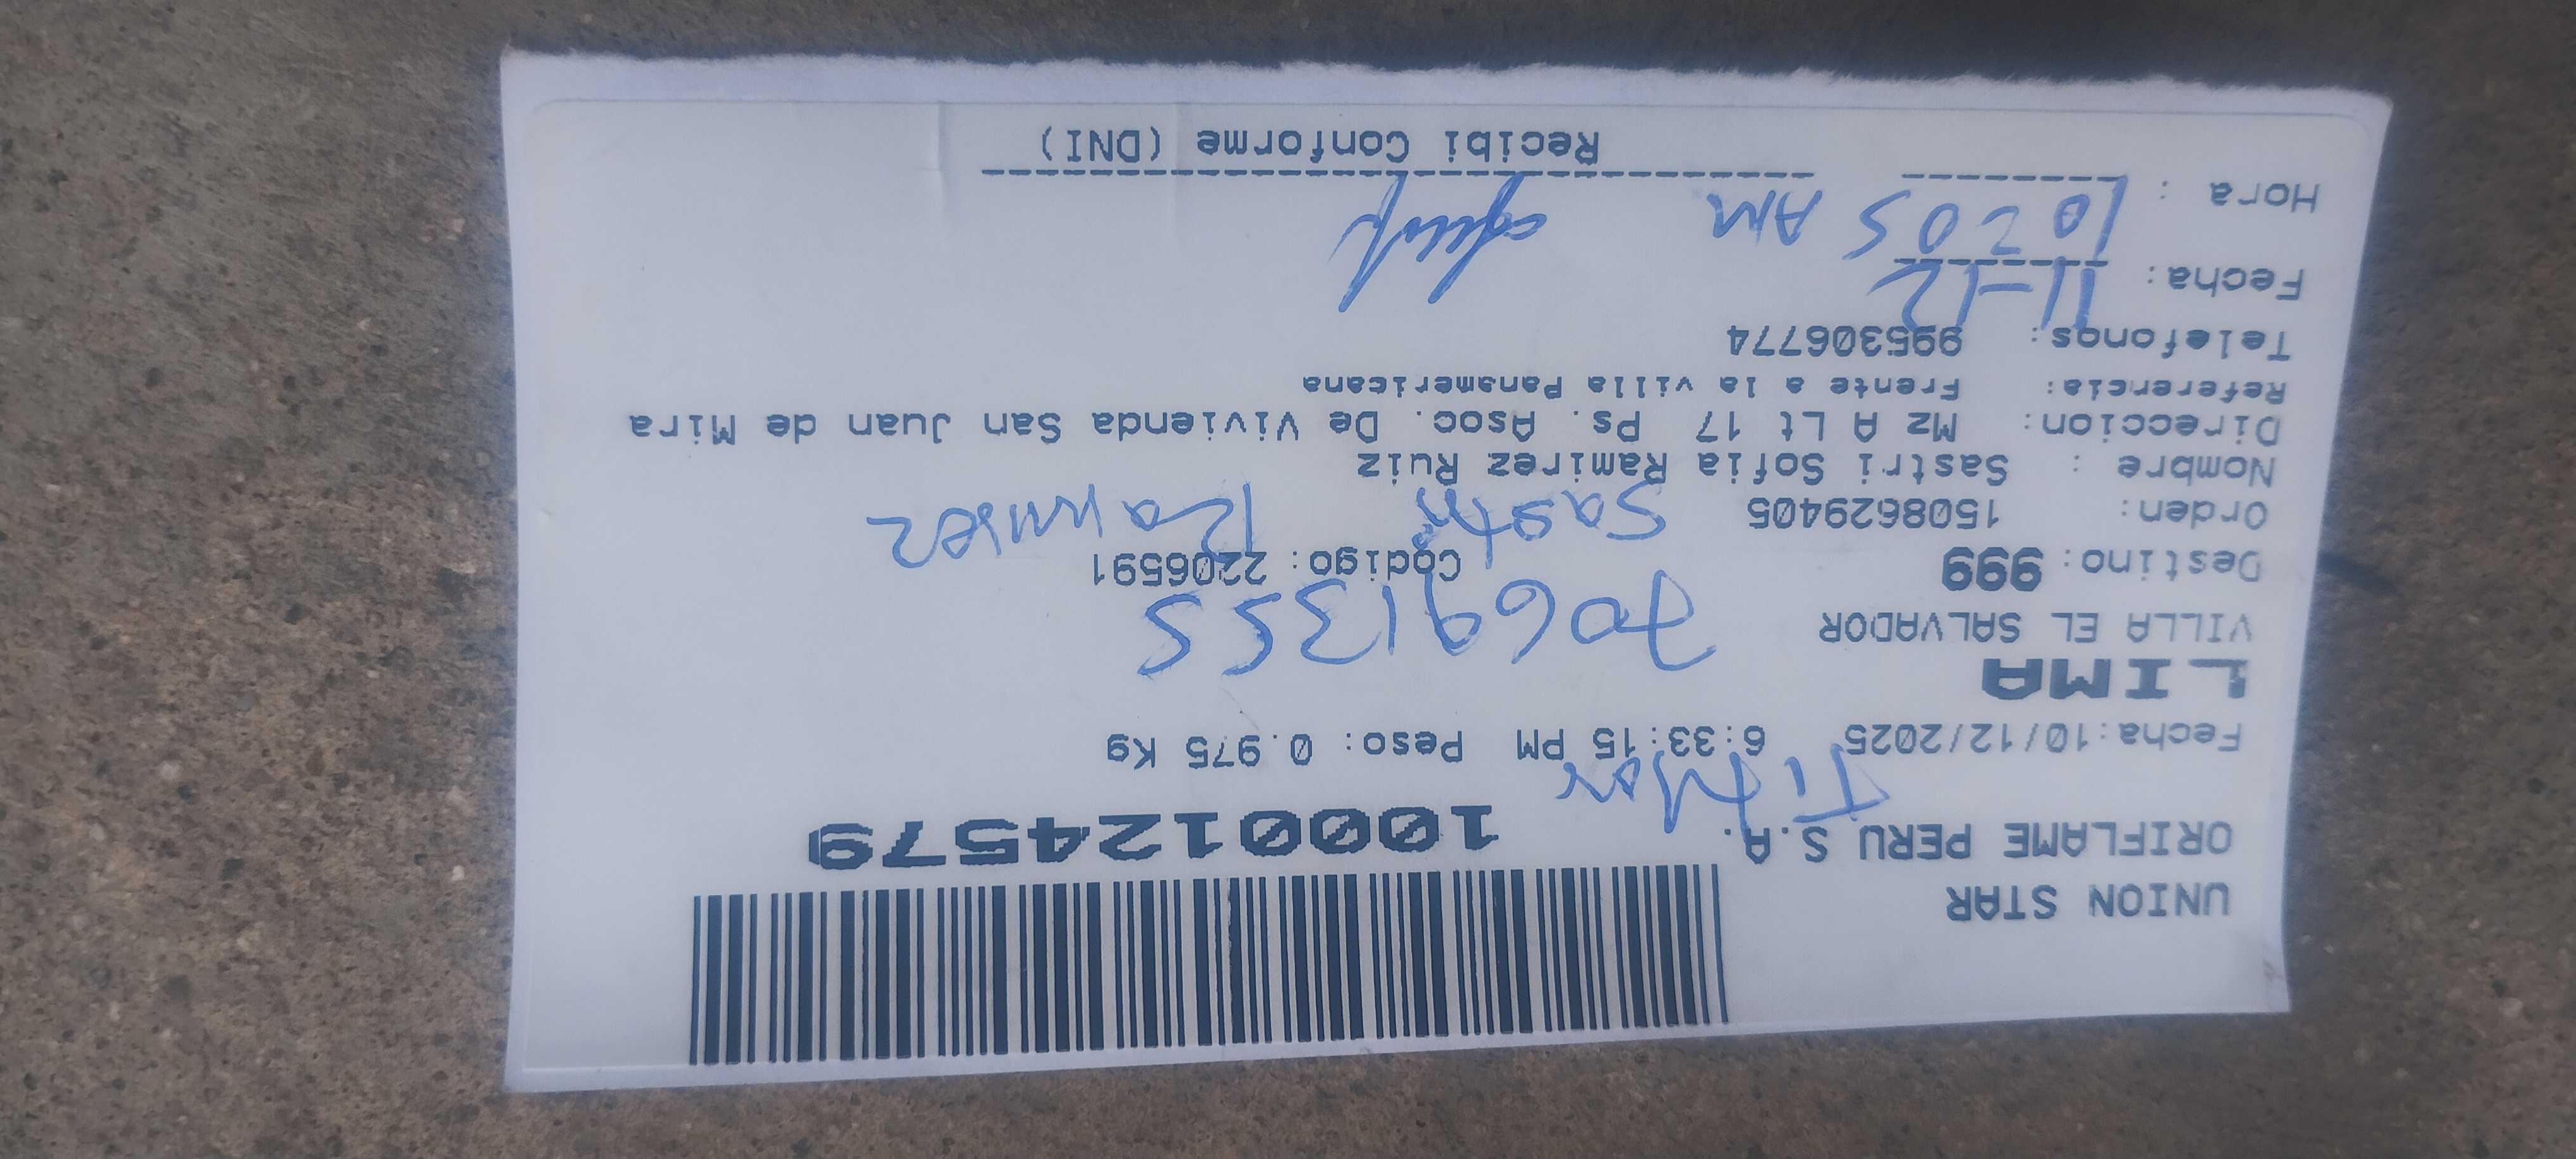 UNION STAR
ORIFLAME PERU S.A.
1000124579
Titular
Fecha:10/12/2025 6:33:15 PM Peso: 0.975 Kg
LIMA
VILLA EL SALVADOR
70691355
Destino: 999 Codigo: 2206591
Sastri Ramirez
Orden: 1508629405
Nombre : Sastri Sofia Ramirez Ruiz
Direccion: Mz A Lt 17 Ps. Asoc. De Vivienda San Juan de Mira
Referencia: Frente a la villa Panamericana
Telefonos: 995306774
Fecha: 11-12
Hora : 10:05 AM
Recibi Conforme (DNI)